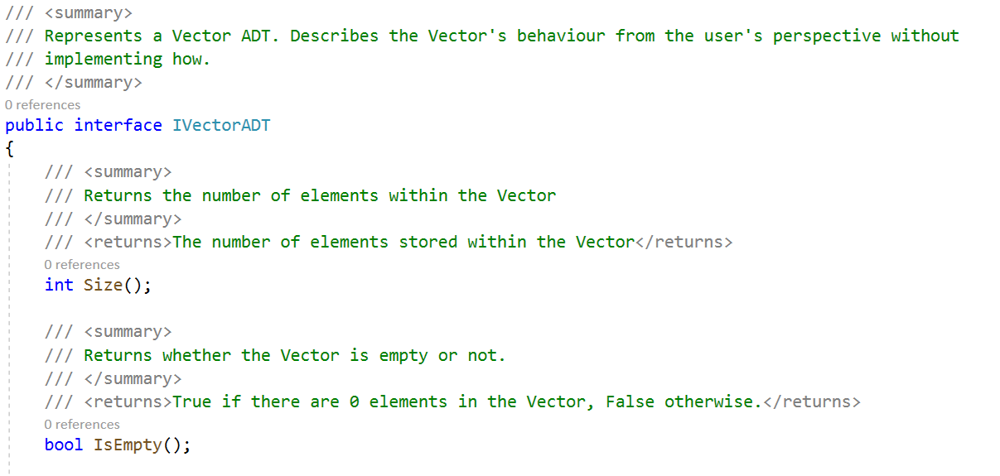 /// <summary>
/// Represents a Vector ADT. Describes the Vector's behaviour from the user's perspective without
/// implementing how.
/// </summary>
0 references
public interface IVectorADT
{
    /// <summary>
    /// Returns the number of elements within the Vector
    /// </summary>
    /// <returns>The number of elements stored within the Vector</returns>
    0 references
    int Size();

    /// <summary>
    /// Returns whether the Vector is empty or not.
    /// </summary>
    /// <returns>True if there are 0 elements in the Vector, False otherwise.</returns>
    0 references
    bool IsEmpty();